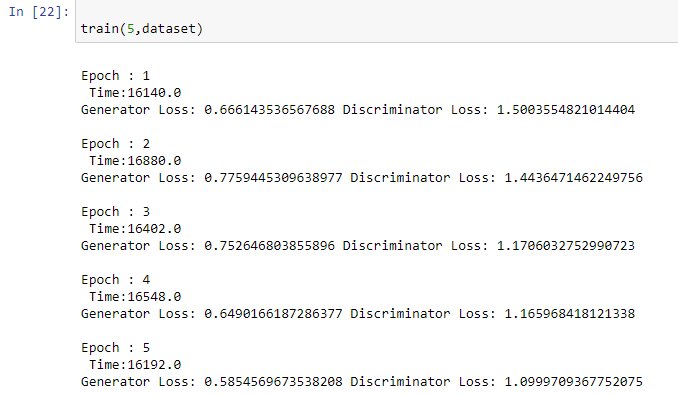 In [22]:
train(5,dataset)
Epoch : 1
Time:16140.0
Generator Loss: 0.666143536567688 Discriminator Loss: 1.5003554821014404
Epoch : 2
Time:16880.0
Generator Loss: 0.7759445309638977 Discriminator Loss: 1.4436471462249756
Epoch : 3
Time:16402.0
Generator Loss: 0.752646803855896 Discriminator Loss: 1.1706032752990723
Epoch : 4
Time:16548.0
Generator Loss: 0.6490166187286377 Discriminator Loss: 1.165968418121338
Epoch : 5
Time:16192.0
Generator Loss: 0.5854569673538208 Discriminator Loss: 1.0999709367752075